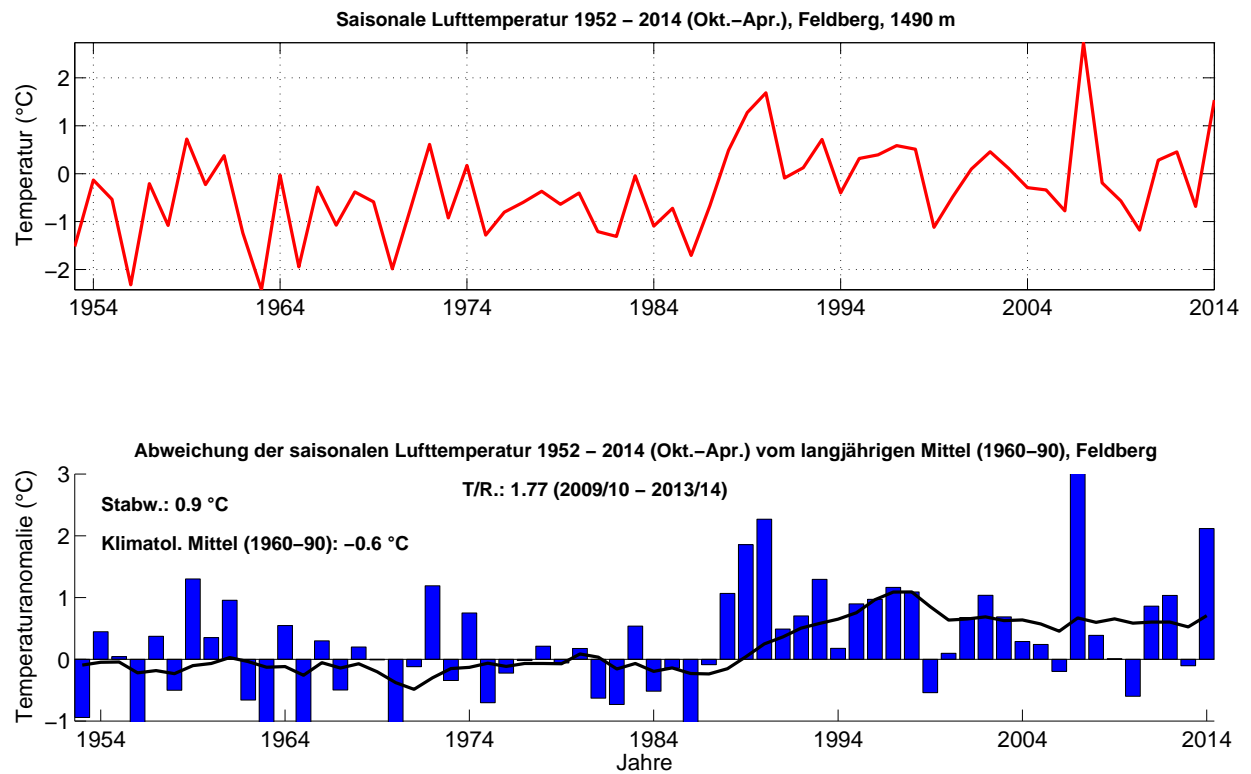 Saisonale Lufttemperatur 1952 – 2014 (Okt.–Apr.), Feldberg, 1490 m
Temperatur (°C)
2
1
0
−1
−2
1954 1964 1974 1984 1994 2004 2014
Abweichung der saisonalen Lufttemperatur 1952 – 2014 (Okt.–Apr.) vom langjährigen Mittel (1960–90), Feldberg
Temperaturanomalie (°C)
3
2
1
0
−1
Stabw.: 0.9 °C
T/R.: 1.77 (2009/10 – 2013/14)
Klimatol. Mittel (1960–90): −0.6 °C
1954 1964 1974 1984 1994 2004 2014
Jahre